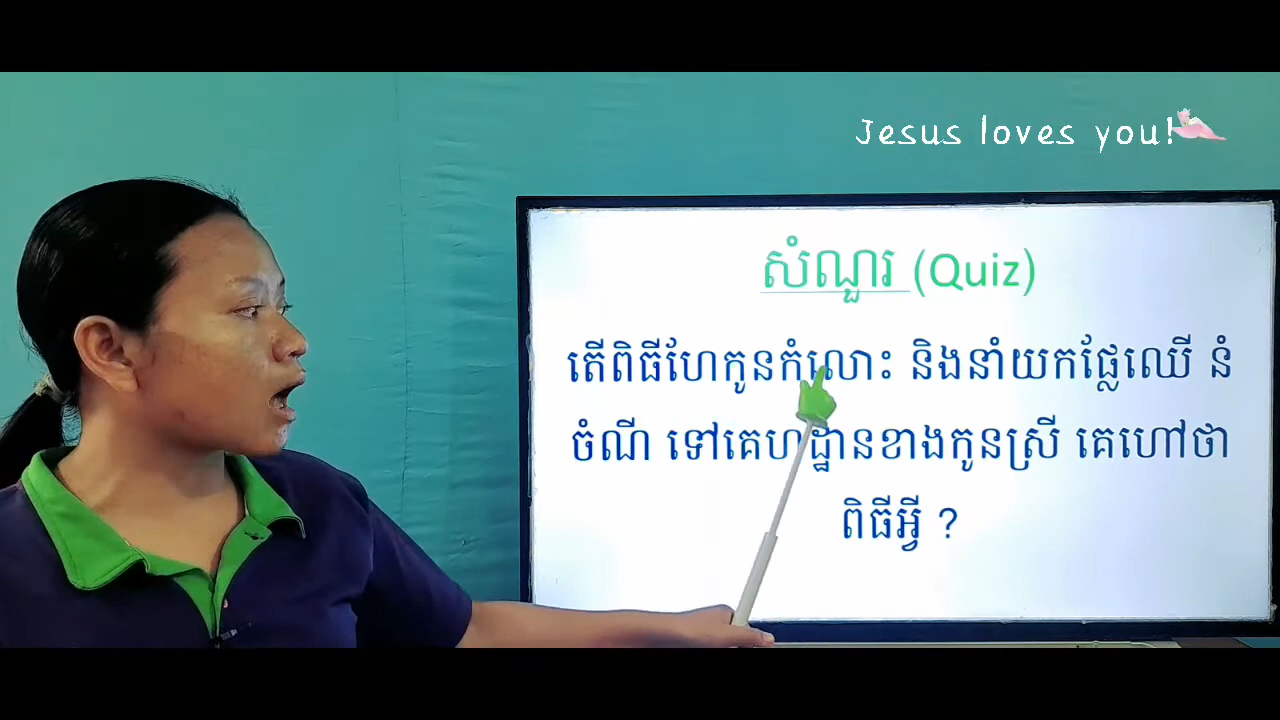 Jesus loves you!
សំណួរ (Quiz)
តើពិធីហែកូនកំលោះ និងនាំយកផ្លែឈើ នំ
ចំណី ទៅគេហដ្ឋានខាងកូនស្រី គេហៅថា
ពិធីអ្វី ?